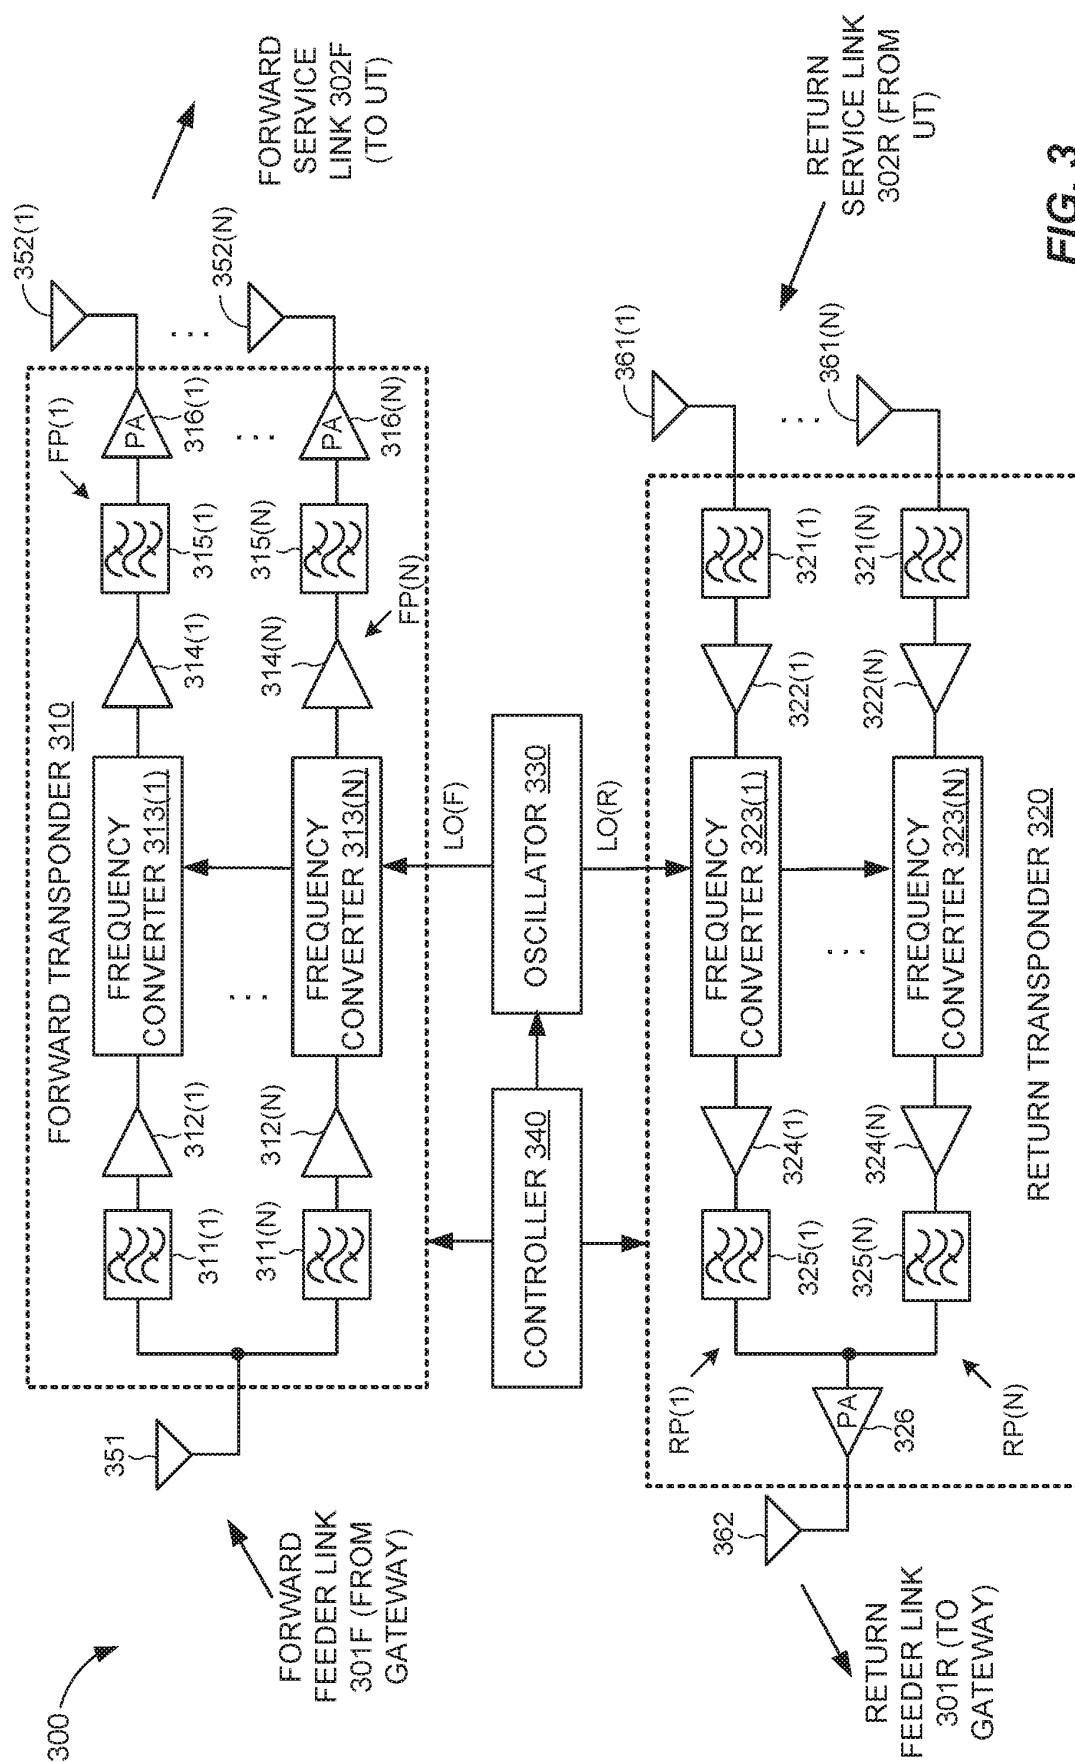 300
FORWARD
FEEDER LINK
301F (FROM
GATEWAY)
351
FORWARD TRANSPONDER 310
311(1)
312(1)
FREQUENCY
CONVERTER 313(1)
314(1)
315(1)
FP(1)
PA
316(1)
352(1)
. . .
. . .
. . .
311(N)
312(N)
FREQUENCY
CONVERTER 313(N)
314(N)
315(N)
FP(N)
PA
316(N)
352(N)
FORWARD
SERVICE
LINK 302F
(TO UT)
LO(F)
CONTROLLER 340
OSCILLATOR 330
LO(R)
RETURN
FEEDER LINK
301R (TO
GATEWAY)
362
PA
326
RP(1)
325(1)
324(1)
FREQUENCY
CONVERTER 323(1)
322(1)
321(1)
361(1)
. . .
. . .
RP(N)
325(N)
324(N)
FREQUENCY
CONVERTER 323(N)
322(N)
321(N)
361(N)
RETURN TRANSPONDER 320
RETURN
SERVICE LINK
302R (FROM
UT)
FIG. 3